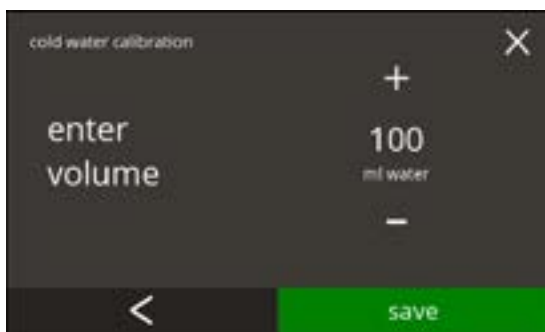 cold water calibration
X
+
enter
volume
100
ml water
-
<
save